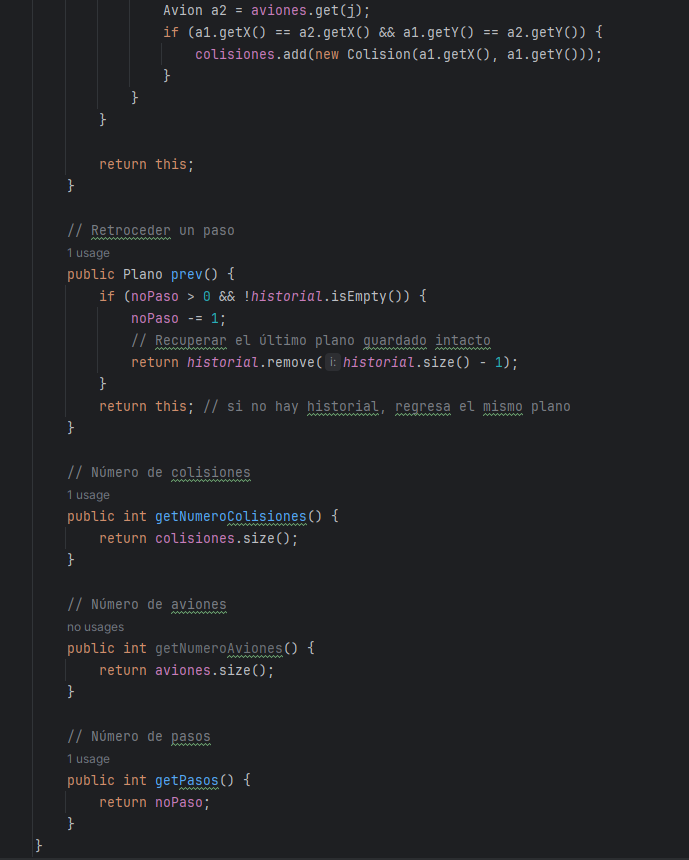 Avion a2 = aviones.get(j);
if (a1.getX() == a2.getX() && a1.getY() == a2.getY()) {
colisiones.add(new Colision(a1.getX(), a1.getY()));
}
}
}
return this;
}
// Retroceder un paso
1 usage
public Plano prev() {
if (noPaso > 0 && !historial.isEmpty()) {
noPaso -= 1;
// Recuperar el último plano guardado intacto
return historial.remove( i: historial.size() - 1);
}
return this; // si no hay historial, regresa el mismo plano
}
// Número de colisiones
1 usage
public int getNumeroColisiones() {
return colisiones.size();
}
// Número de aviones
no usages
public int getNumeroAviones() {
return aviones.size();
}
// Número de pasos
1 usage
public int getPasos() {
return noPaso;
}
}